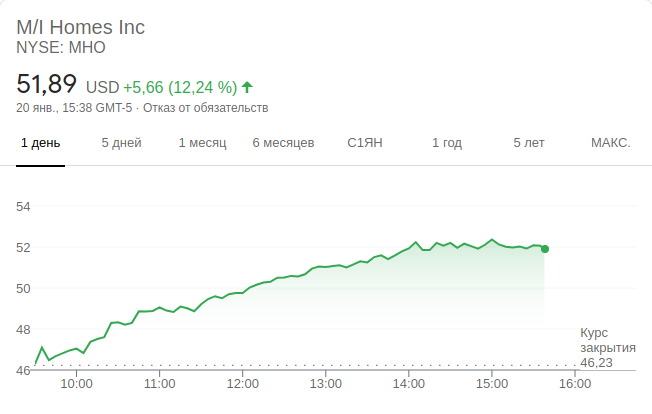 M/I Homes Inc
NYSE: MHO
51,89 USD +5,66 (12,24 %)
20 янв., 15:38 GMT-5 · Отказ от обязательств
1 день 5 дней 1 месяц 6 месяцев С1ЯН 1 год 5 лет МАКС.
54
52
50
48
46
Курс
закрытия
46,23
10:00 11:00 12:00 13:00 14:00 15:00 16:00